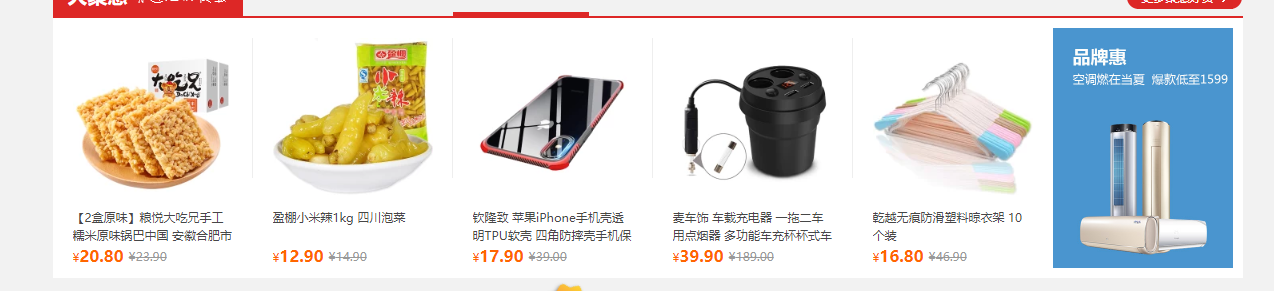 品牌惠
空调燃在当夏 爆款低至1599
大吃兄
【2盒原味】粮悦大吃兄手工
糯米原味锅巴中国 安徽合肥市
¥20.80 ¥23.90
盈棚小米辣1kg 四川泡菜
¥12.90 ¥14.90
钦隆致 苹果iPhone手机壳透
明TPU软壳 四角防摔壳手机保
¥17.90 ¥39.00
麦车饰 车载充电器 一拖二车
用点烟器 多功能车充杯杯式车
¥39.90 ¥189.00
乾越无痕防滑塑料晾衣架 10
个装
¥16.80 ¥46.90